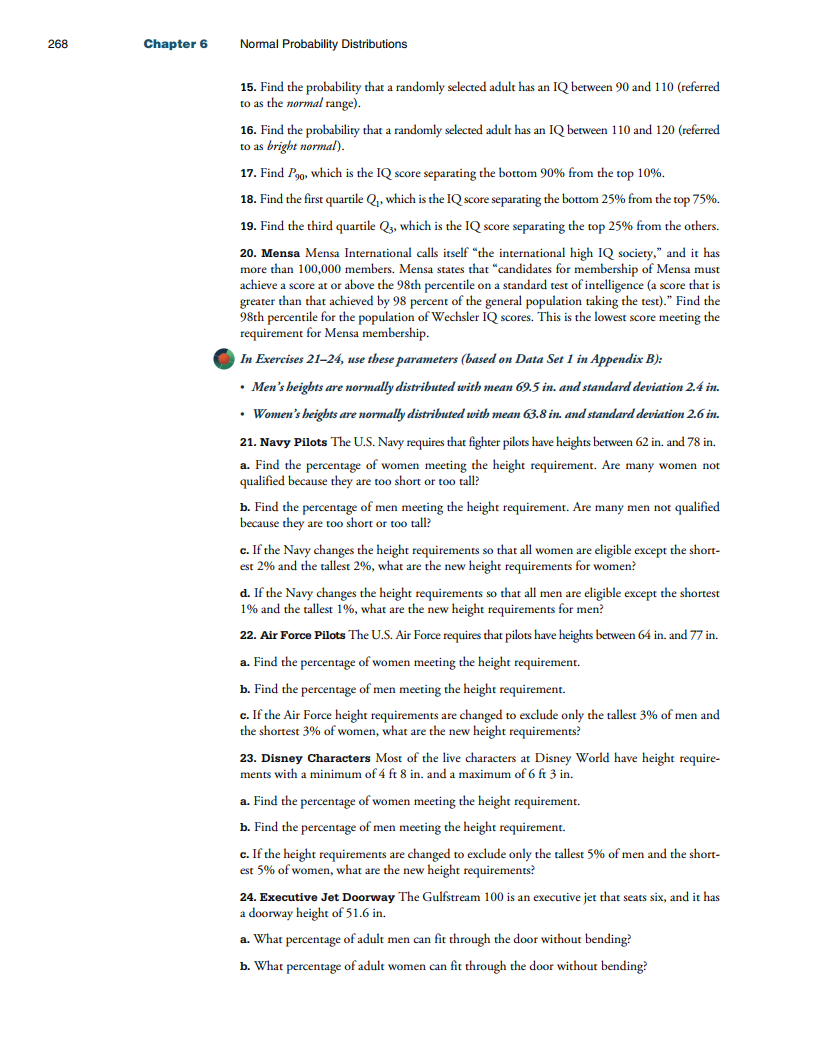 268 Chapter 6 Normal Probability Distributions
15. Find the probability that a randomly selected adult has an IQ between 90 and 110 (referred
to as the normal range).
16. Find the probability that a randomly selected adult has an IQ between 110 and 120 (referred
to as bright normal).
17. Find P90, which is the IQ score separating the bottom 90% from the top 10%.
18. Find the first quartile Q1, which is the IQ score separating the bottom 25% from the top 75%.
19. Find the third quartile Q3, which is the IQ score separating the top 25% from the others.
20. Mensa Mensa International calls itself “the international high IQ society,” and it has
more than 100,000 members. Mensa states that “candidates for membership of Mensa must
achieve a score at or above the 98th percentile on a standard test of intelligence (a score that is
greater than that achieved by 98 percent of the general population taking the test).” Find the
98th percentile for the population of Wechsler IQ scores. This is the lowest score meeting the
requirement for Mensa membership.
In Exercises 21–24, use these parameters (based on Data Set 1 in Appendix B):
• Men’s heights are normally distributed with mean 69.5 in. and standard deviation 2.4 in.
• Women’s heights are normally distributed with mean 63.8 in. and standard deviation 2.6 in.
21. Navy Pilots The U.S. Navy requires that fighter pilots have heights between 62 in. and 78 in.
a. Find the percentage of women meeting the height requirement. Are many women not
qualified because they are too short or too tall?
b. Find the percentage of men meeting the height requirement. Are many men not qualified
because they are too short or too tall?
c. If the Navy changes the height requirements so that all women are eligible except the short-
est 2% and the tallest 2%, what are the new height requirements for women?
d. If the Navy changes the height requirements so that all men are eligible except the shortest
1% and the tallest 1%, what are the new height requirements for men?
22. Air Force Pilots The U.S. Air Force requires that pilots have heights between 64 in. and 77 in.
a. Find the percentage of women meeting the height requirement.
b. Find the percentage of men meeting the height requirement.
c. If the Air Force height requirements are changed to exclude only the tallest 3% of men and
the shortest 3% of women, what are the new height requirements?
23. Disney Characters Most of the live characters at Disney World have height require-
ments with a minimum of 4 ft 8 in. and a maximum of 6 ft 3 in.
a. Find the percentage of women meeting the height requirement.
b. Find the percentage of men meeting the height requirement.
c. If the height requirements are changed to exclude only the tallest 5% of men and the short-
est 5% of women, what are the new height requirements?
24. Executive Jet Doorway The Gulfstream 100 is an executive jet that seats six, and it has
a doorway height of 51.6 in.
a. What percentage of adult men can fit through the door without bending?
b. What percentage of adult women can fit through the door without bending?